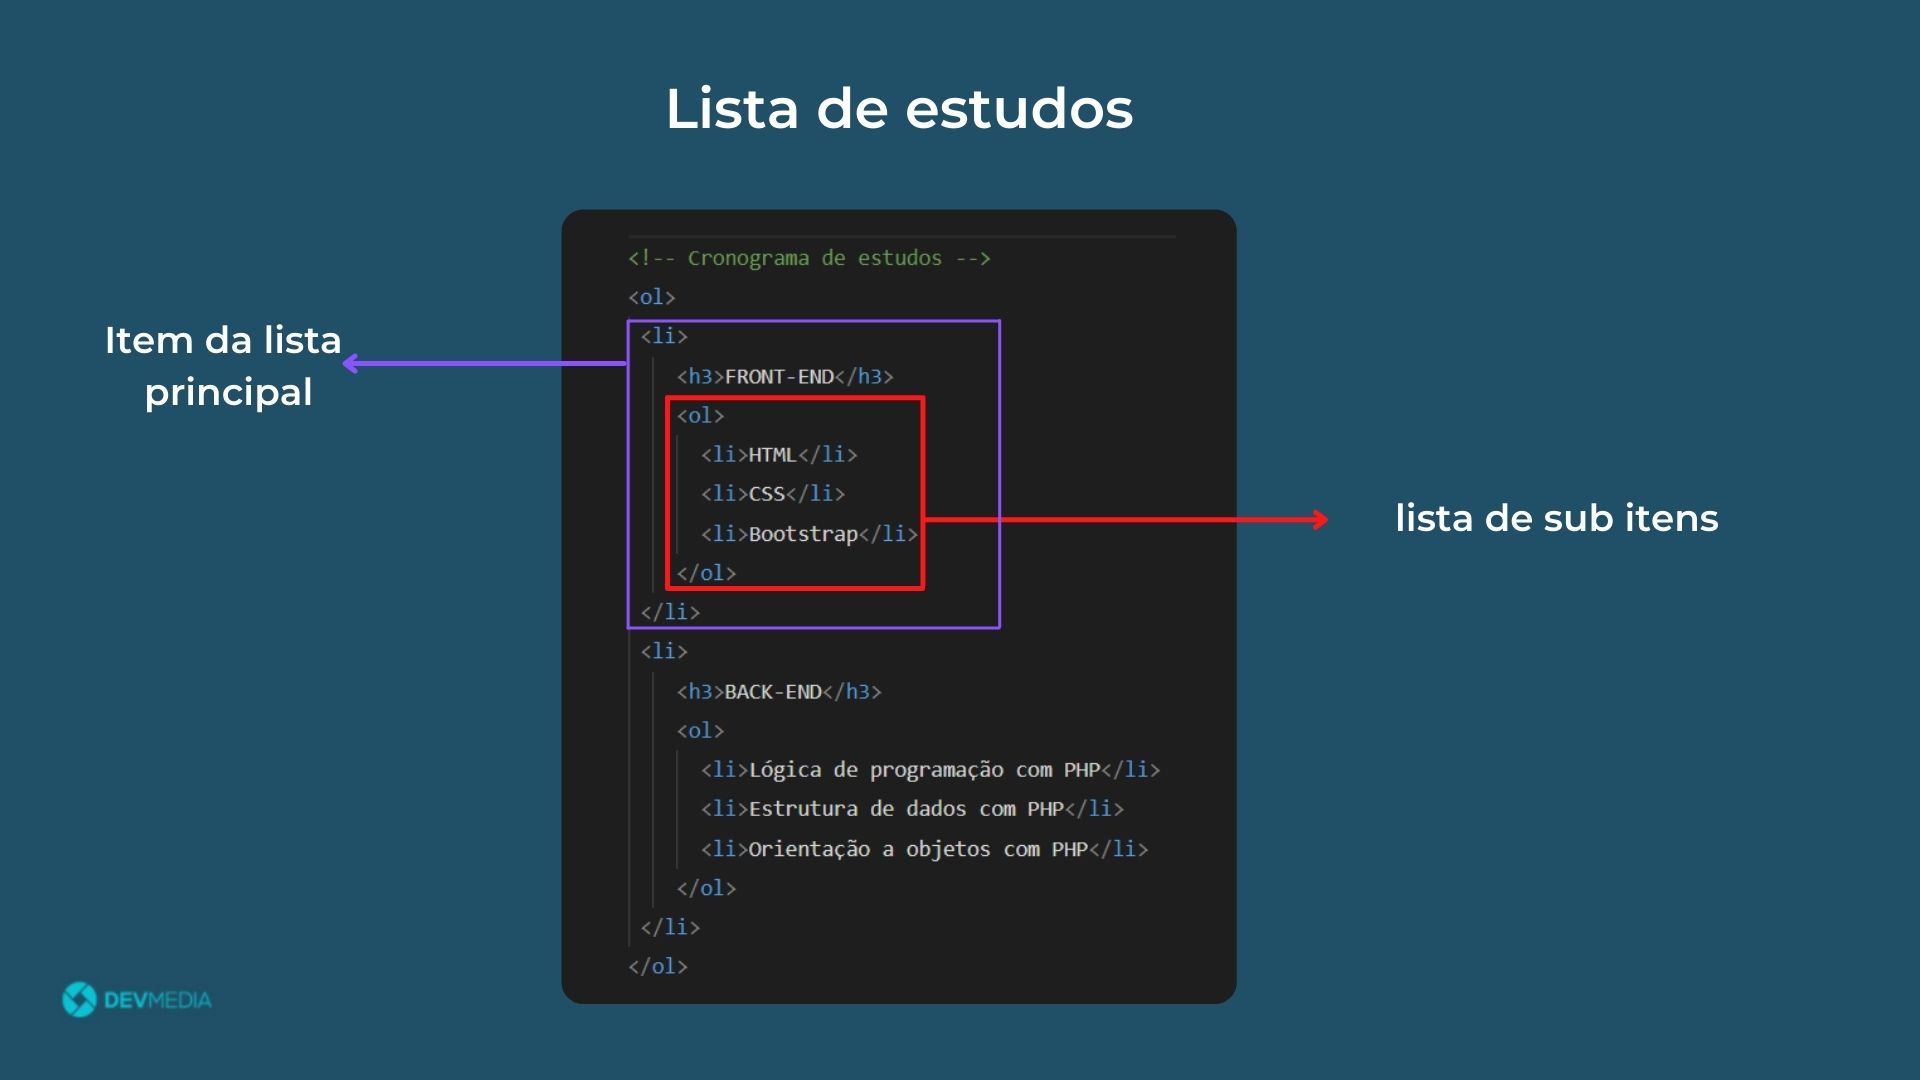 Lista de estudos
<!-- Cronograma de estudos -->
<ol>
<li>
<h3>FRONT-END</h3>
<ol>
<li>HTML</li>
<li>CSS</li>
<li>Bootstrap</li>
</ol>
</li>
<li>
<h3>BACK-END</h3>
<ol>
<li>Lógica de programação com PHP</li>
<li>Estrutura de dados com PHP</li>
<li>Orientação a objetos com PHP</li>
</ol>
</li>
</ol>
Item da lista
principal
lista de sub itens
DEVMEDIA